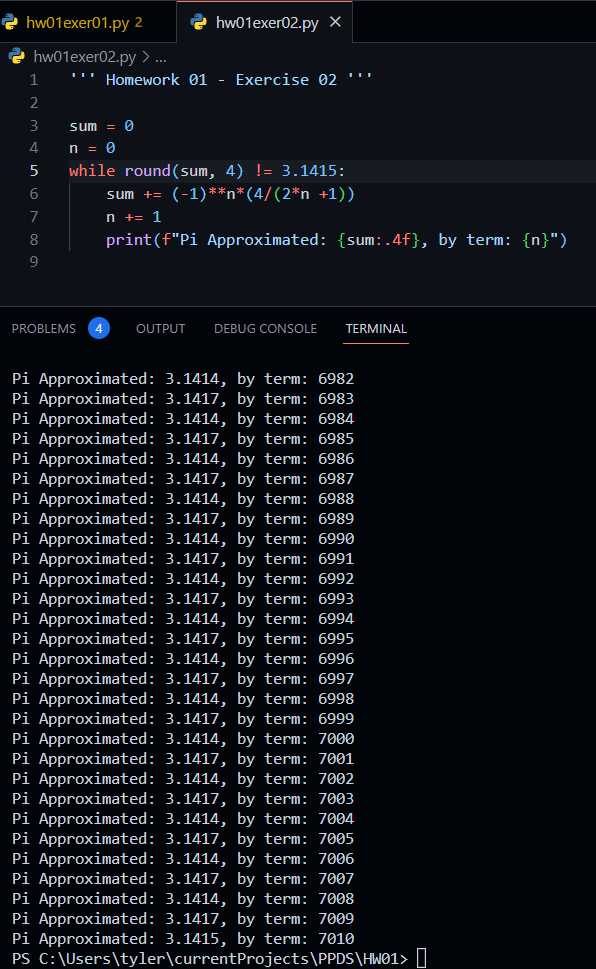 hw01exer01.py 2 hw01exer02.py ✕
hw01exer02.py > ...
1 ''' Homework 01 - Exercise 02 '''
2
3 sum = 0
4 n = 0
5 while round(sum, 4) != 3.1415:
6     sum += (-1)**n*(4/(2*n +1))
7     n += 1
8     print(f"Pi Approximated: {sum:.4f}, by term: {n}")
9
PROBLEMS 4 OUTPUT DEBUG CONSOLE TERMINAL
Pi Approximated: 3.1414, by term: 6982
Pi Approximated: 3.1417, by term: 6983
Pi Approximated: 3.1414, by term: 6984
Pi Approximated: 3.1417, by term: 6985
Pi Approximated: 3.1414, by term: 6986
Pi Approximated: 3.1417, by term: 6987
Pi Approximated: 3.1414, by term: 6988
Pi Approximated: 3.1417, by term: 6989
Pi Approximated: 3.1414, by term: 6990
Pi Approximated: 3.1417, by term: 6991
Pi Approximated: 3.1414, by term: 6992
Pi Approximated: 3.1417, by term: 6993
Pi Approximated: 3.1414, by term: 6994
Pi Approximated: 3.1417, by term: 6995
Pi Approximated: 3.1414, by term: 6996
Pi Approximated: 3.1417, by term: 6997
Pi Approximated: 3.1414, by term: 6998
Pi Approximated: 3.1417, by term: 6999
Pi Approximated: 3.1414, by term: 7000
Pi Approximated: 3.1417, by term: 7001
Pi Approximated: 3.1414, by term: 7002
Pi Approximated: 3.1417, by term: 7003
Pi Approximated: 3.1414, by term: 7004
Pi Approximated: 3.1417, by term: 7005
Pi Approximated: 3.1414, by term: 7006
Pi Approximated: 3.1417, by term: 7007
Pi Approximated: 3.1414, by term: 7008
Pi Approximated: 3.1417, by term: 7009
Pi Approximated: 3.1415, by term: 7010
PS C:\Users\tyler\currentProjects\PPDS\HW01>